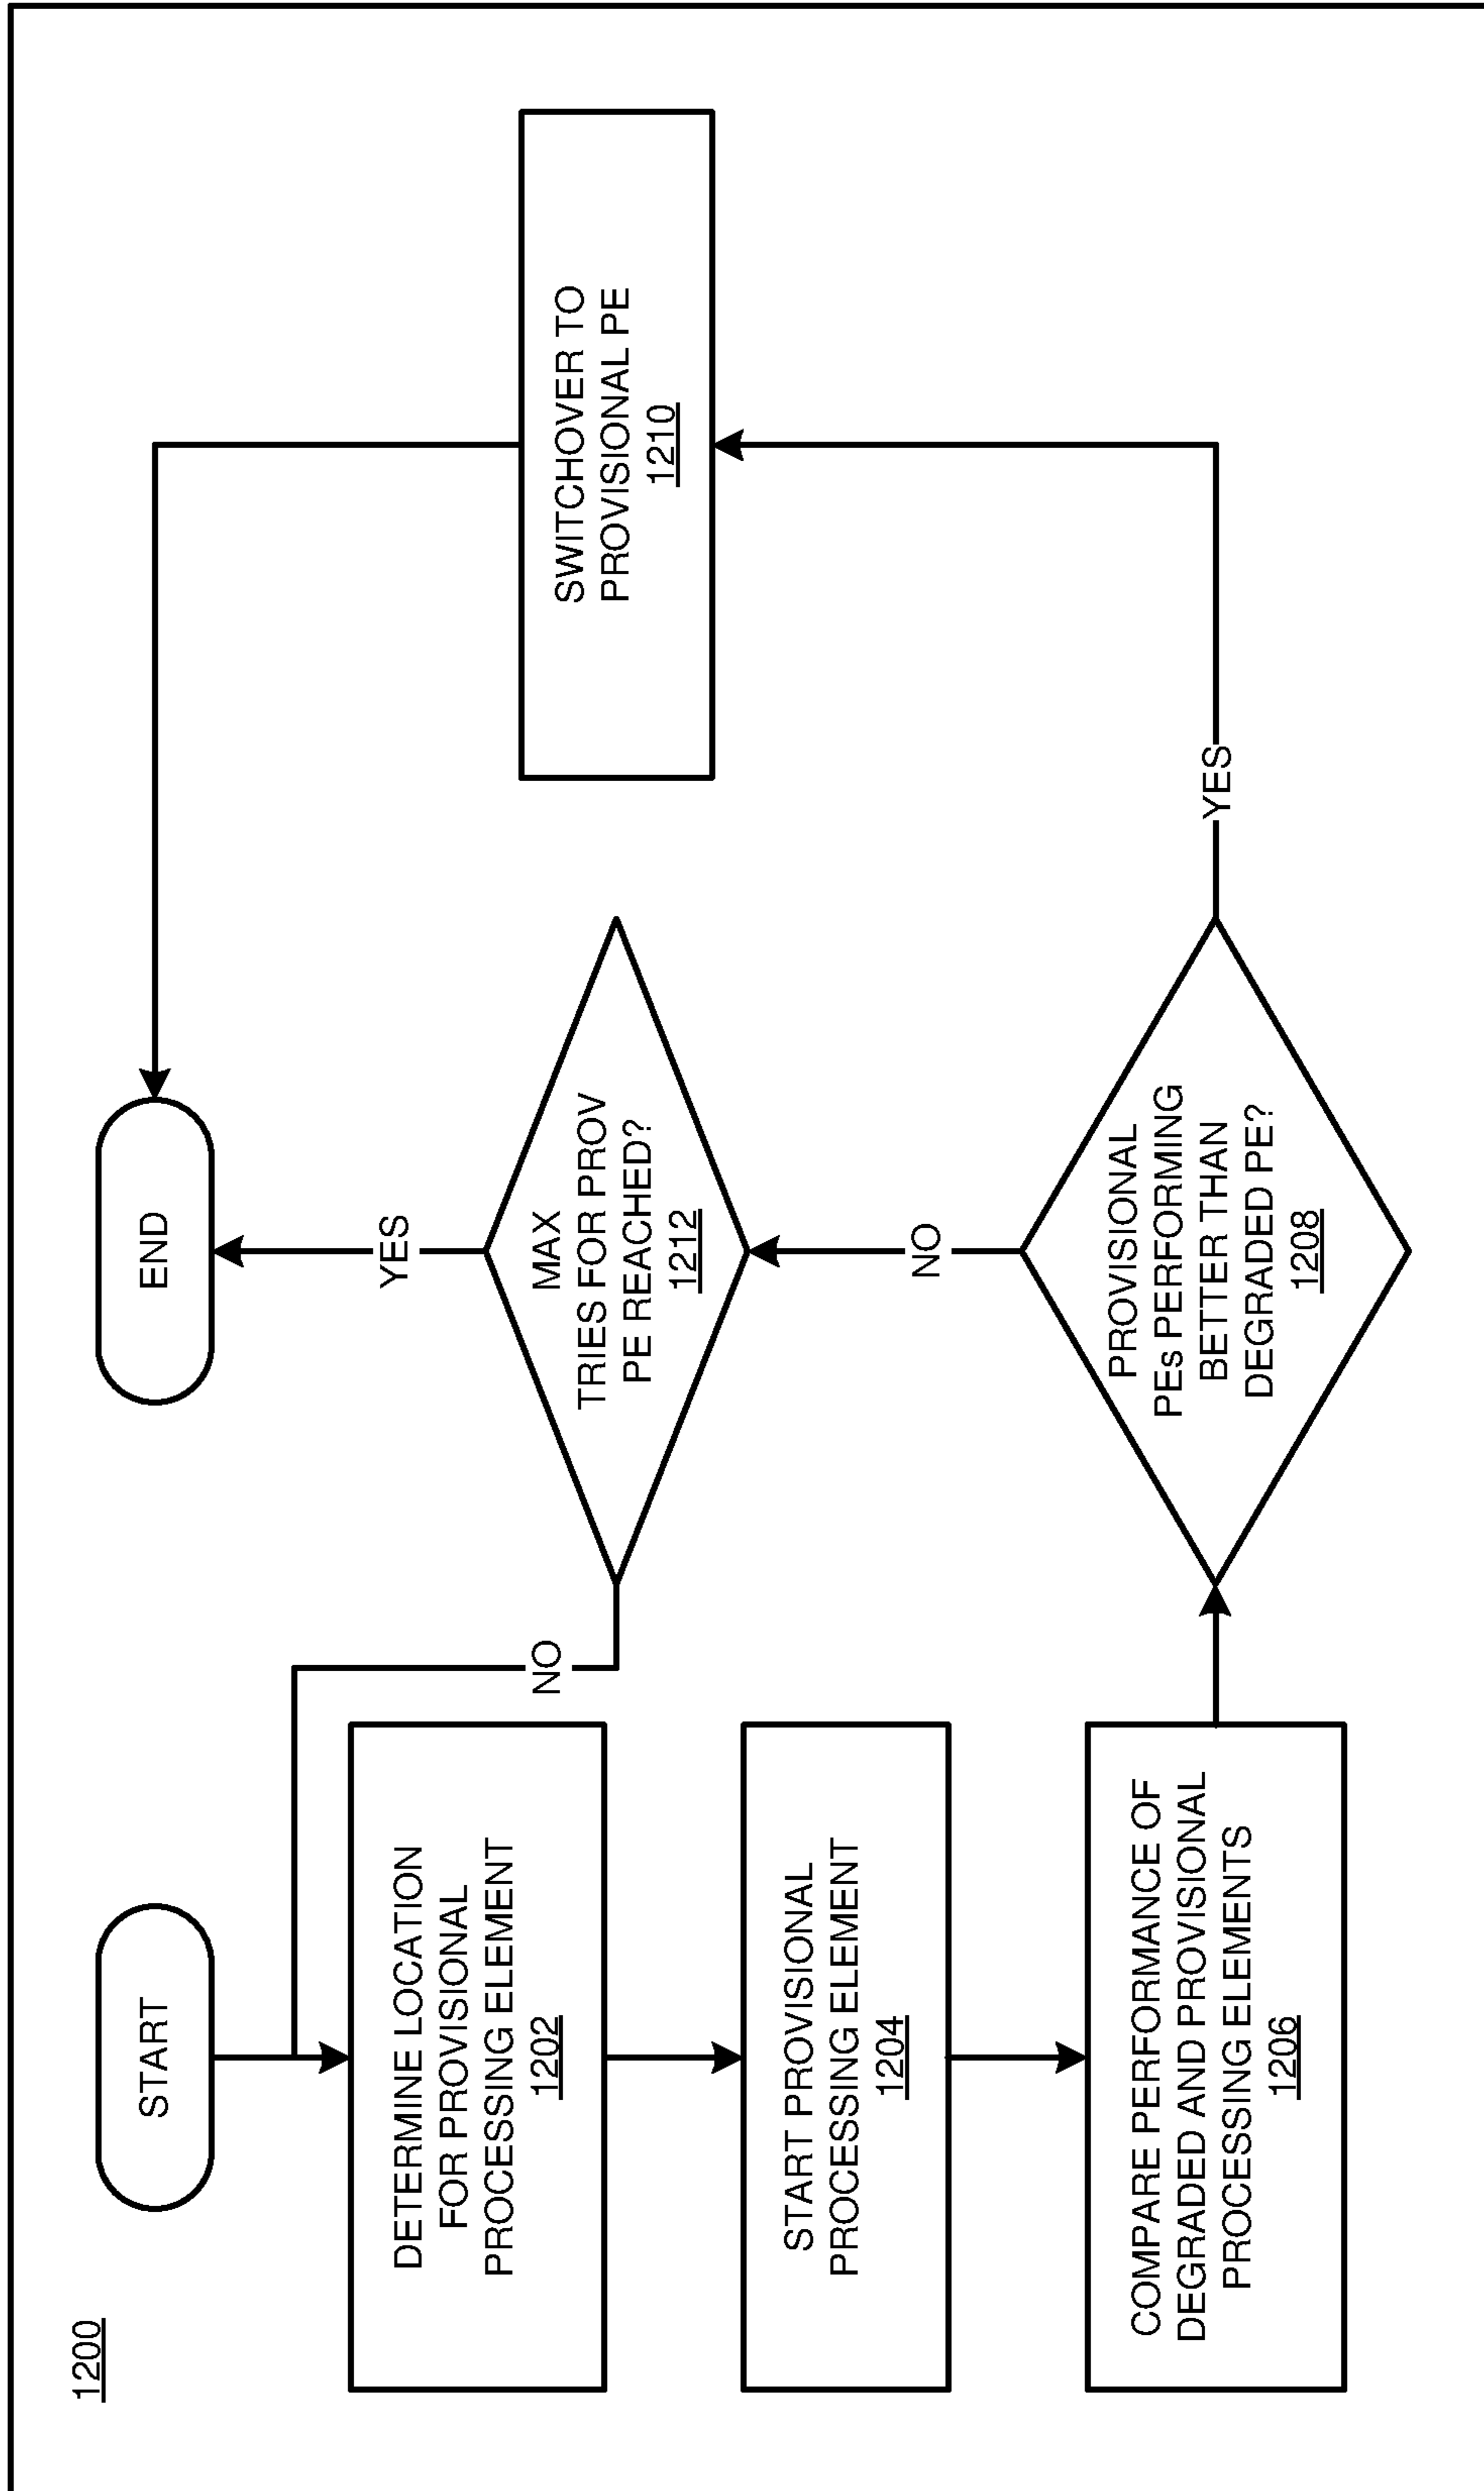 1200
START
DETERMINE LOCATION
FOR PROVISIONAL
PROCESSING ELEMENT
1202
START PROVISIONAL
PROCESSING ELEMENT
1204
COMPARE PERFORMANCE OF
DEGRADED AND PROVISIONAL
PROCESSING ELEMENTS
1206
PROVISIONAL
PEs PERFORMING
BETTER THAN
DEGRADED PE?
1208
NO
YES
MAX
TRIES FOR PROV
PE REACHED?
1212
NO
YES
SWITCHOVER TO
PROVISIONAL PE
1210
END